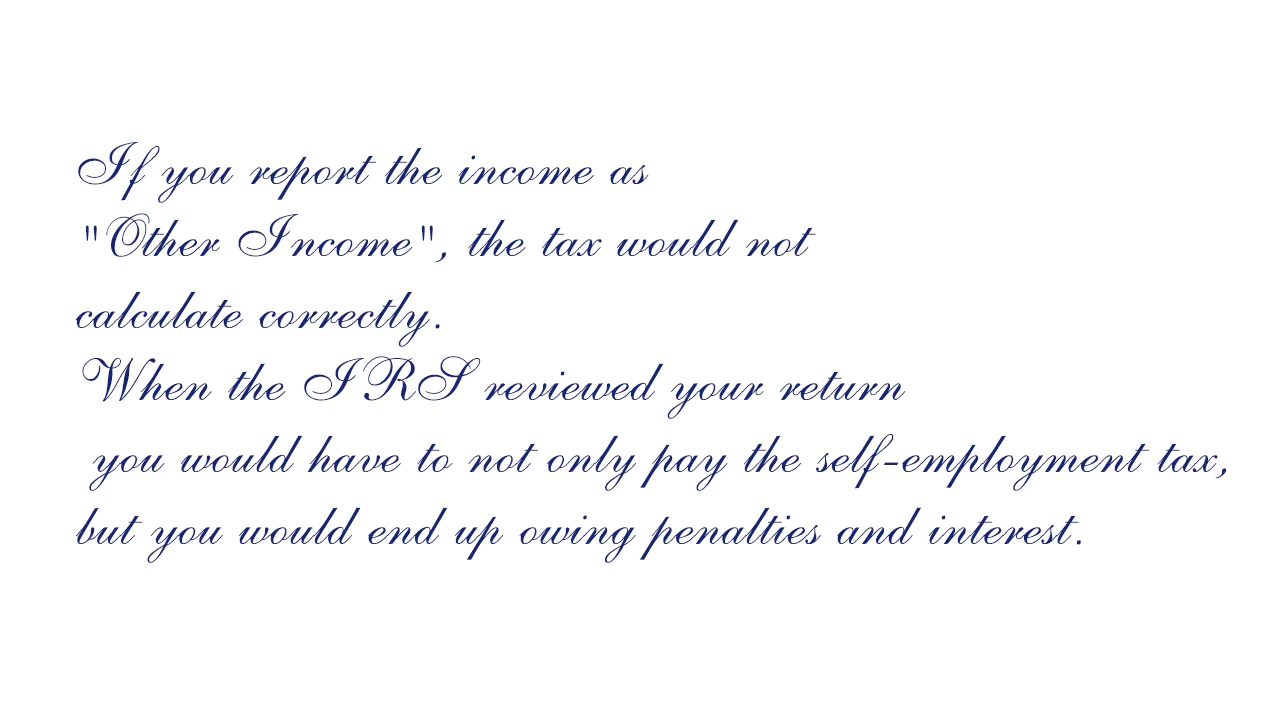 If you report the income as
"Other Income", the tax would not
calculate correctly.
When the IRS reviewed your return
you would have to not only pay the self-employment tax,
but you would end up owing penalties and interest.